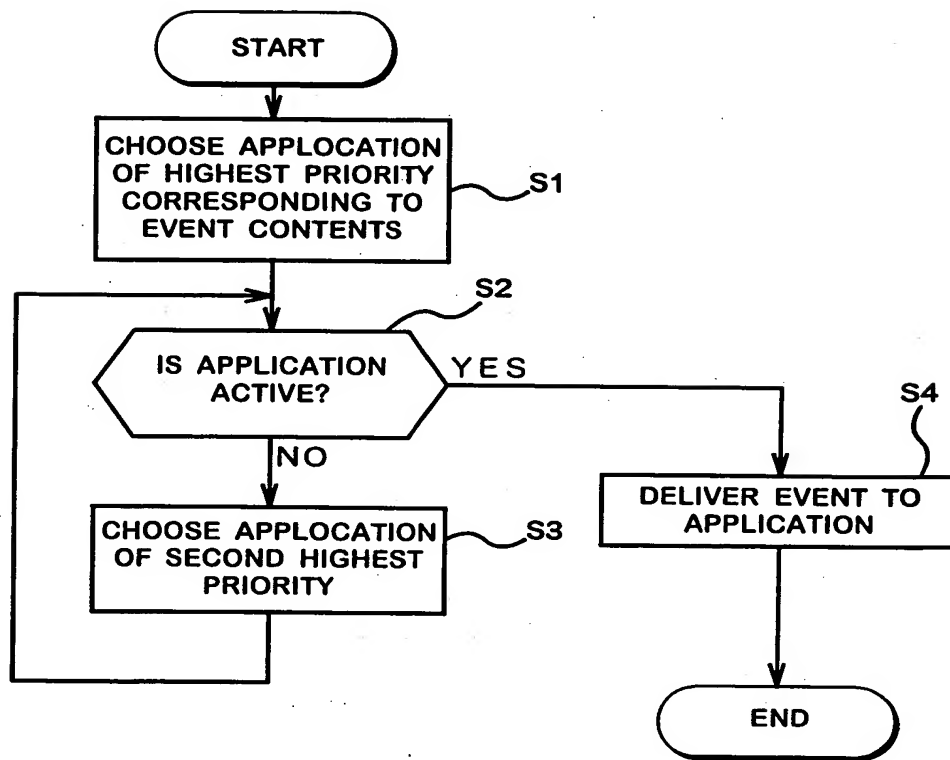 START
CHOOSE APPLOCATION
OF HIGHEST PRIORITY
CORRESPONDING TO
EVENT CONTENTS
S1
S2
IS APPLICATION
ACTIVE?
YES
NO
S4
DELIVER EVENT TO
APPLICATION
CHOOSE APPLOCATION
OF SECOND HIGHEST
PRIORITY
S3
END